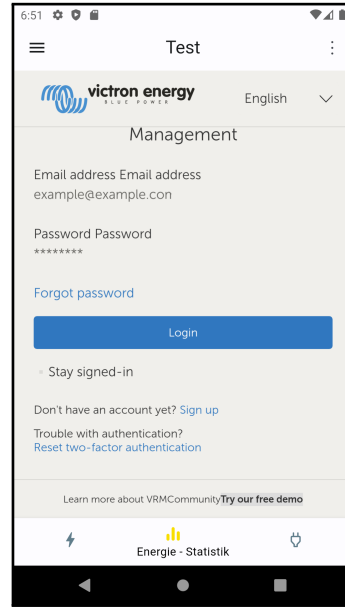 6:51
Test
victron energy
BLUE POWER
English
Management
Email address Email address
example@example.con
Password Password
********
Forgot password
Login
Stay signed-in
Don't have an account yet? Sign up
Trouble with authentication?
Reset two-factor authentication
Learn more about VRMCommunityTry our free demo
Energie - Statistik